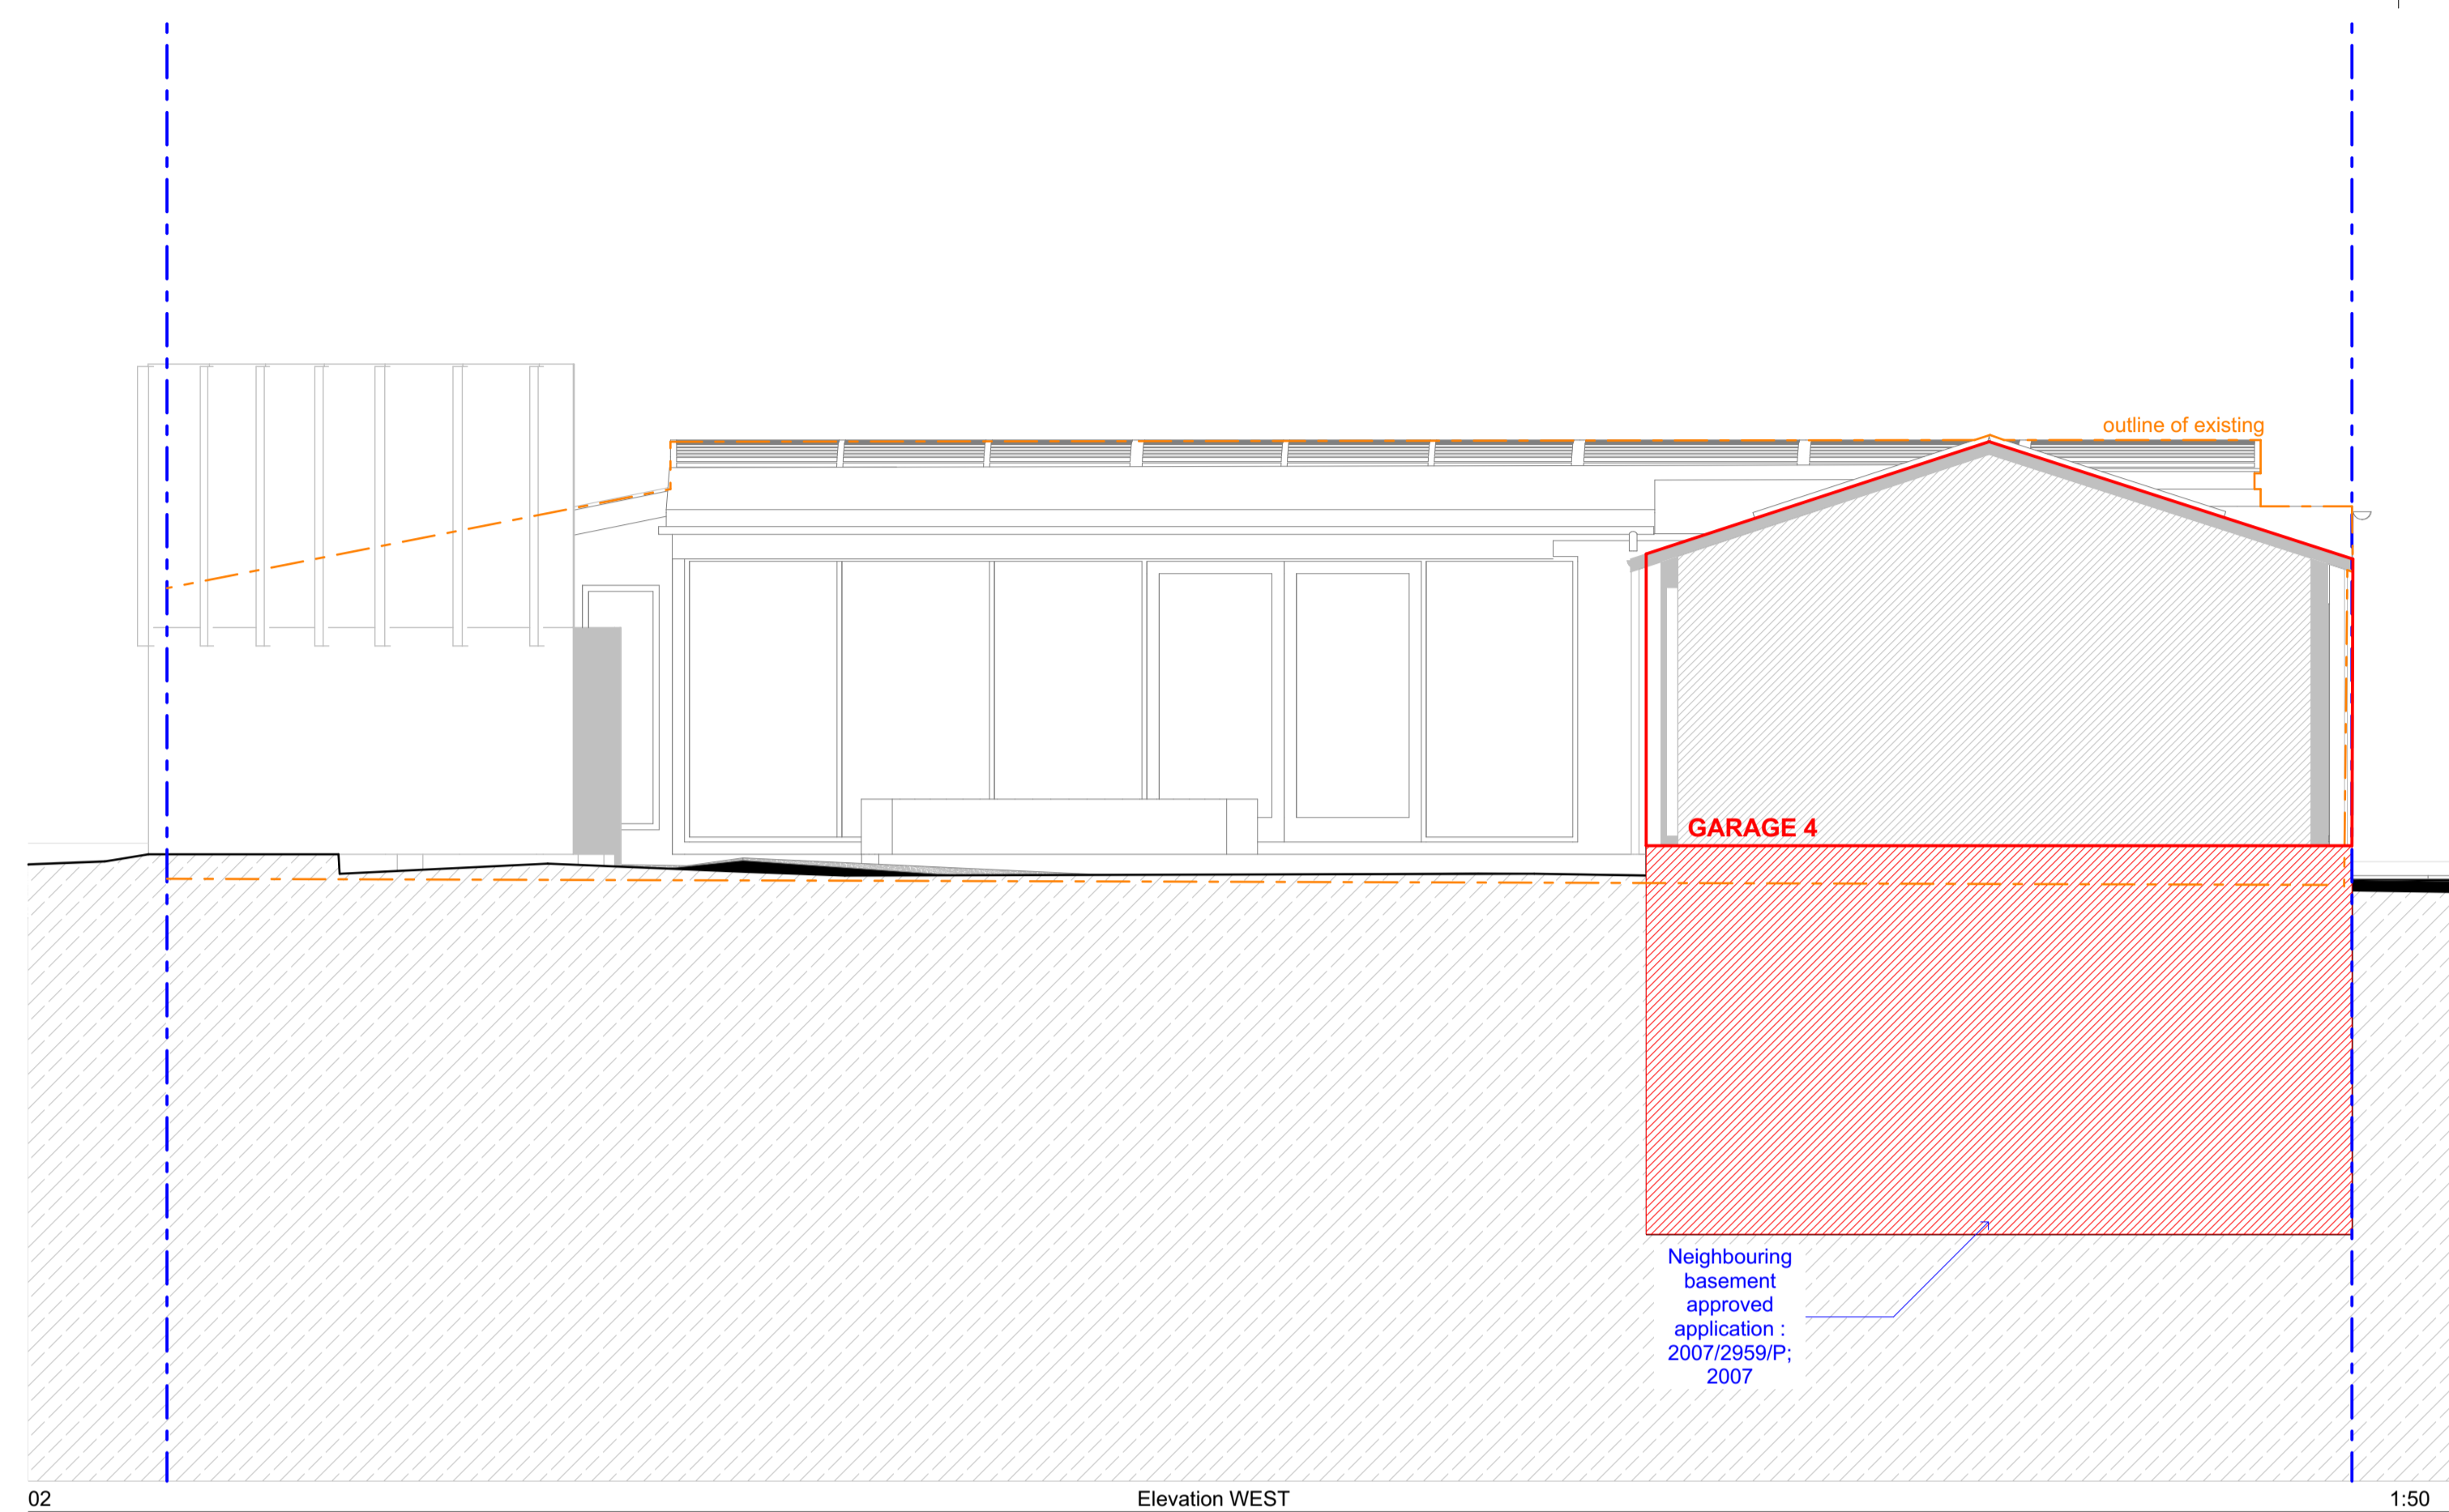 outline of existing
GARAGE 4
Neighbouring
basement
approved
application :
2007/2959/P;
2007
02
Elevation WEST
1:50